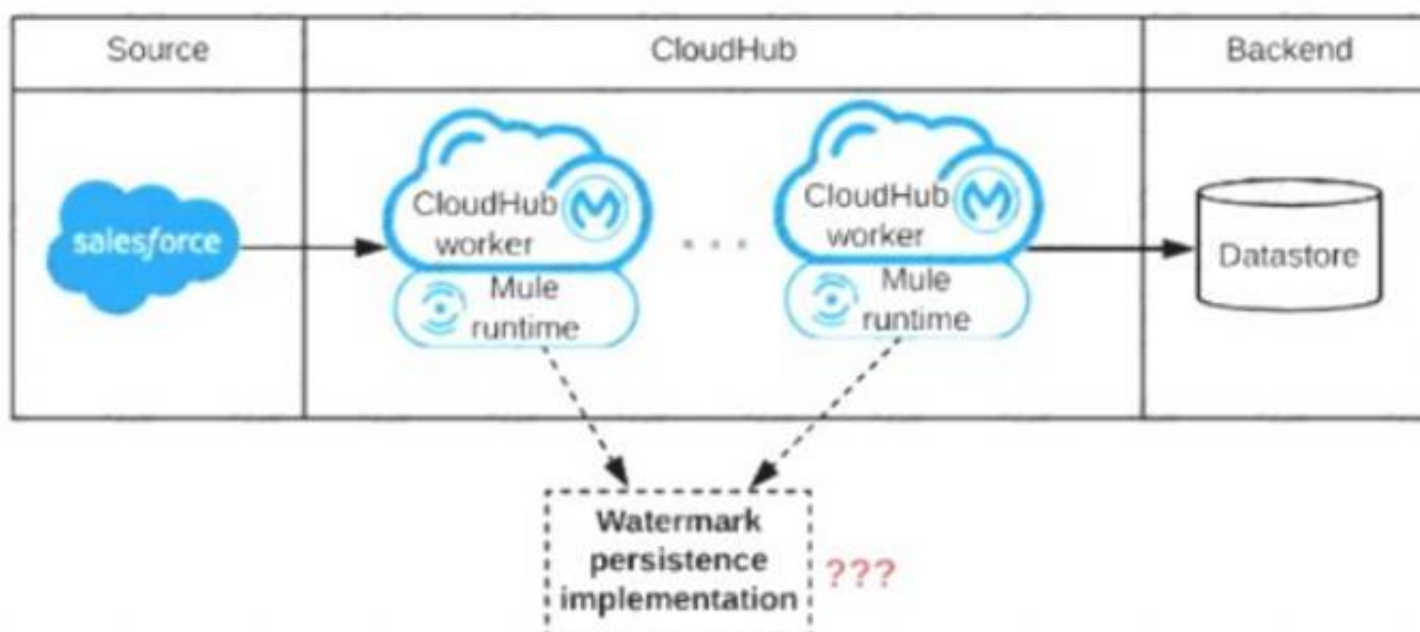 Source
CloudHub
Backend
salesforce
CloudHub
worker
Mule
runtime
...
CloudHub
worker
Mule
runtime
Datastore
Watermark
persistence
implementation
???